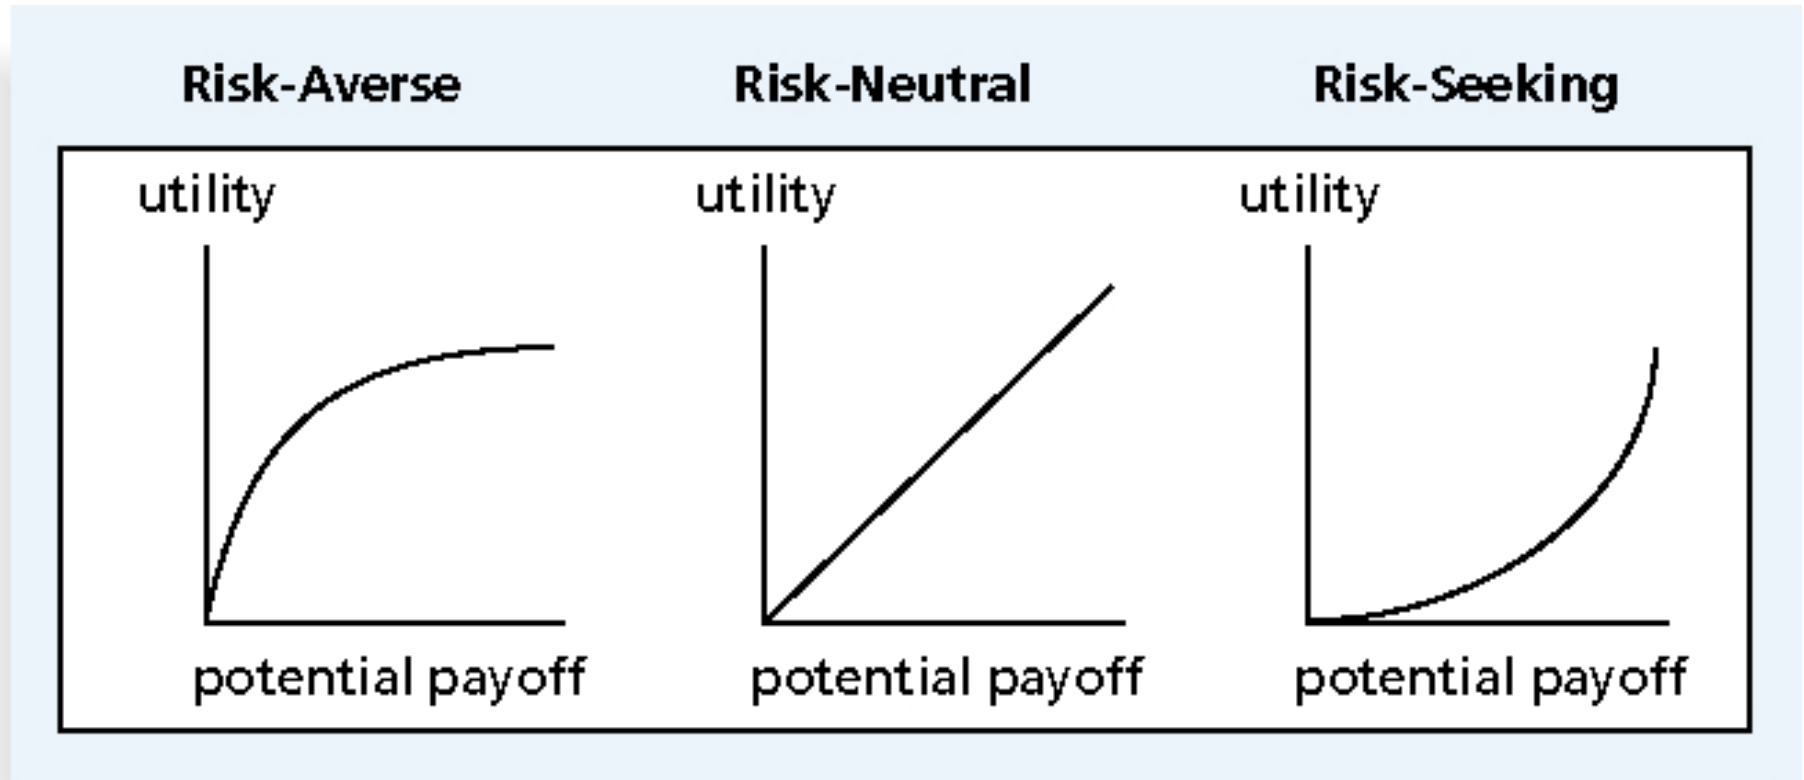 Risk-Averse
Risk-Neutral
Risk-Seeking
utility
utility
utility
potential payoff
potential payoff
potential payoff